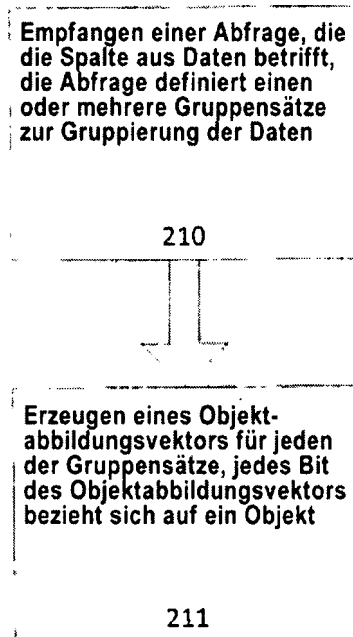 Empfangen einer Abfrage, die
die Spalte aus Daten betrifft,
die Abfrage definiert einen
oder mehrere Gruppensätze
zur Gruppierung der Daten
210
Erzeugen eines Objekt-
abbildungsvektors für jeden
der Gruppensätze, jedes Bit
des Objektabbildungsvektors
bezieht sich auf ein Objekt
211